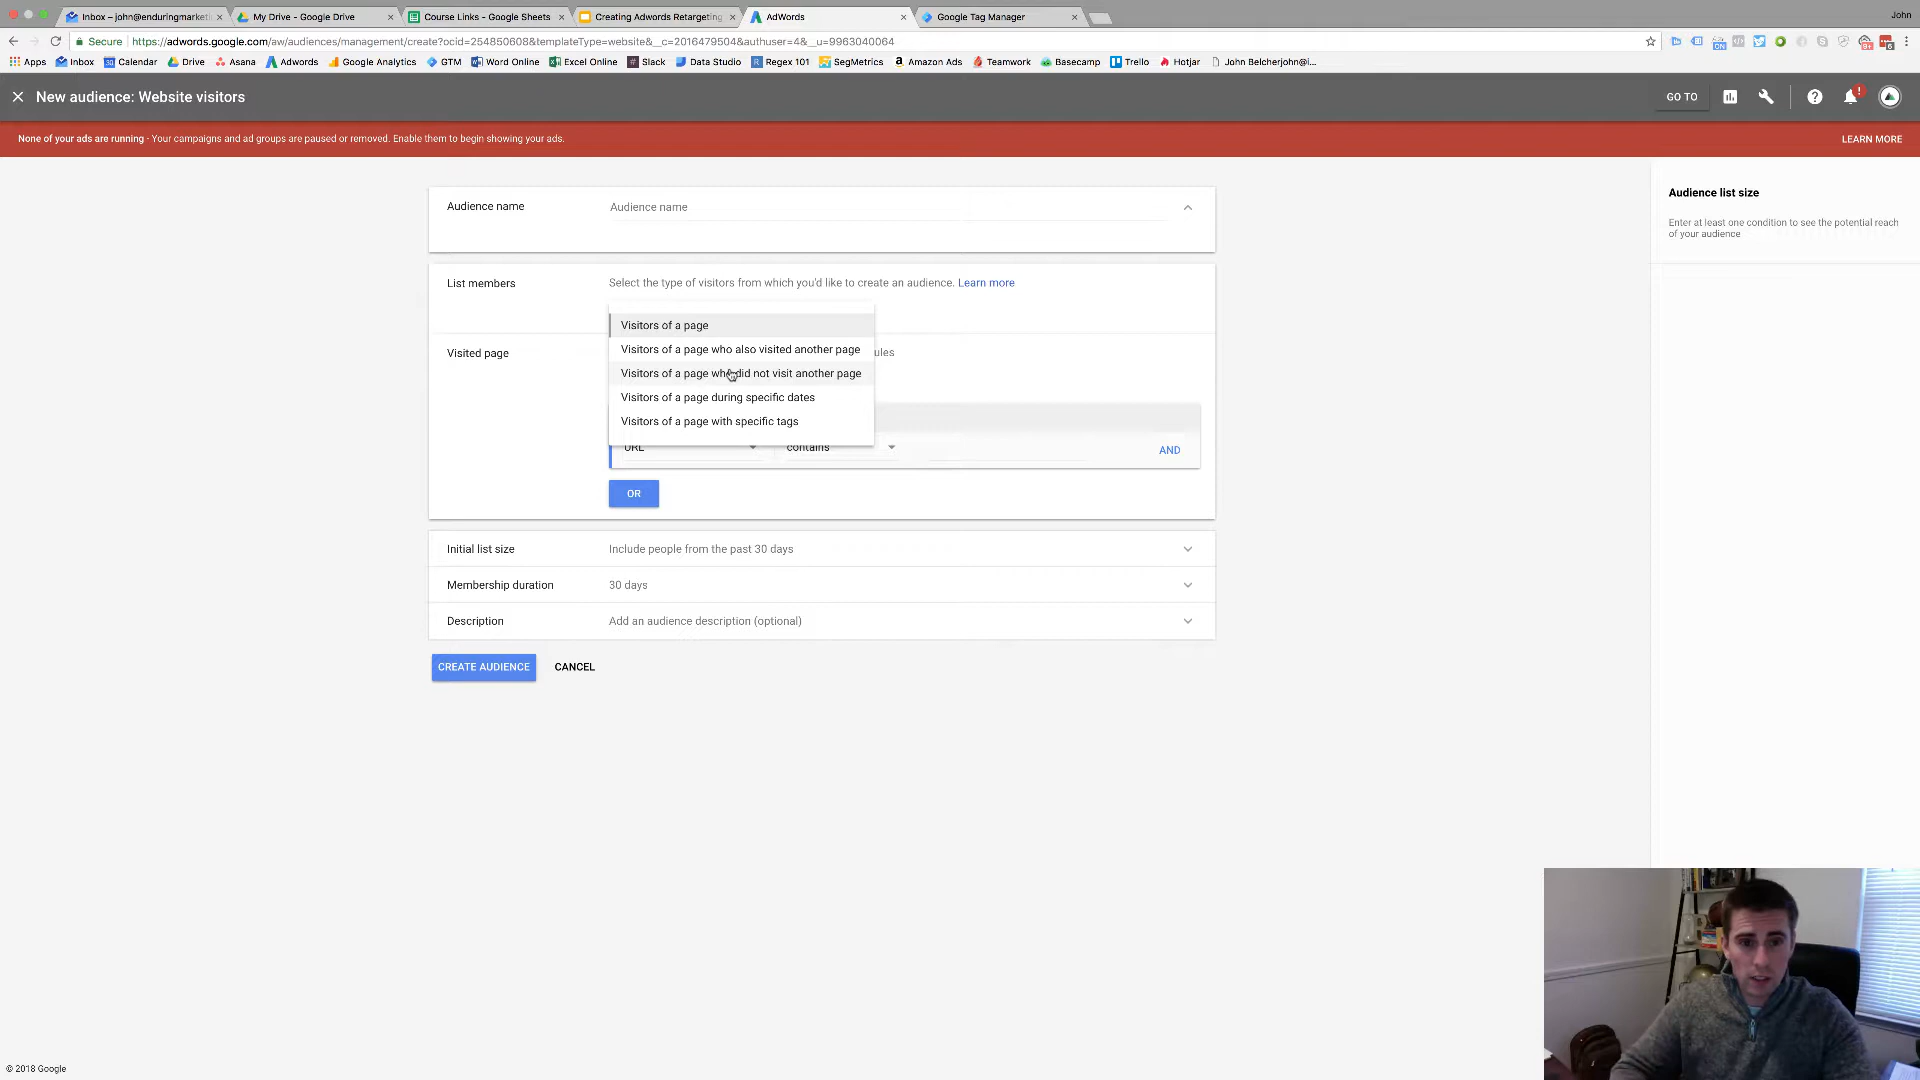 John
Inbox – john@enduringmarketi
My Drive - Google Drive
Course Links - Google Sheets
Creating Adwords Retargeting
AdWords
Google Tag Manager
Secure
https://adwords.google.com/aw/audiences/management/create?ocid=254850608&templateType=website&__c=2016479504&authuser=4&__u=9963040064
Apps Inbox Calendar Drive Asana Adwords Google Analytics GTM Word Online Excel Online Slack Data Studio Regex 101 SegMetrics Amazon Ads Teamwork Basecamp Trello Hotjar John Belcherjohn@i...
New audience: Website visitors
GO TO
None of your ads are running - Your campaigns and ad groups are paused or removed. Enable them to begin showing your ads.
LEARN MORE
Audience name
Audience name
Audience list size
Enter at least one condition to see the potential reach
of your audience
List members
Select the type of visitors from which you'd like to create an audience. Learn more
Visitors of a page
Visitors of a page who also visited another page
Visited page
ules
Visitors of a page who did not visit another page
Visitors of a page during specific dates
Visitors of a page with specific tags
URL
contains
AND
OR
Initial list size
Include people from the past 30 days
Membership duration
30 days
Description
Add an audience description (optional)
CREATE AUDIENCE
CANCEL
© 2018 Google